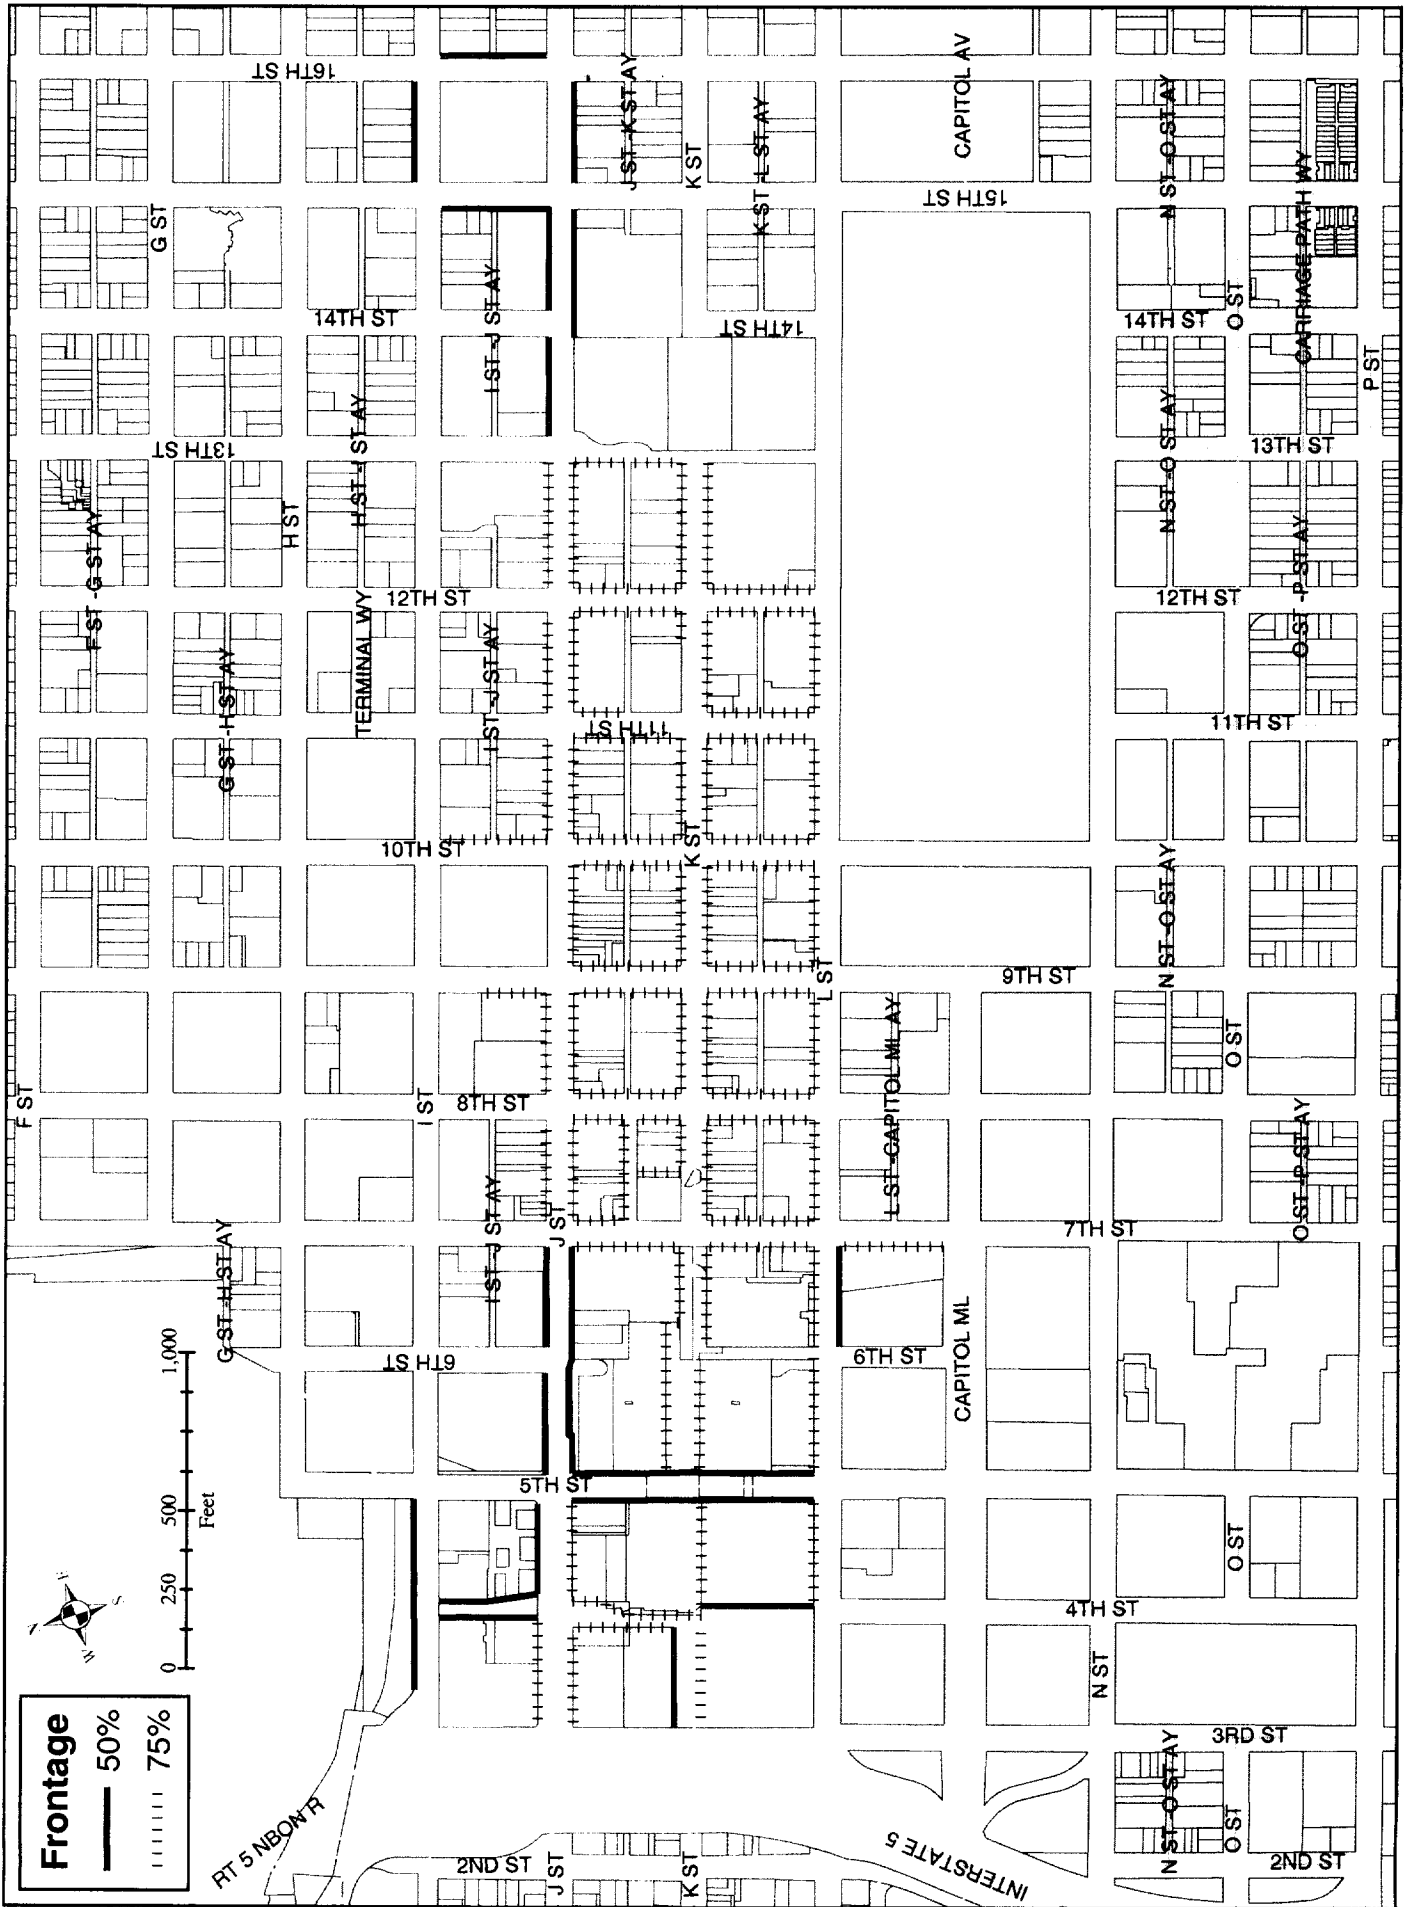 16TH ST
J ST-K ST AY
CAPITOL AV
N ST-O ST AY
K ST
K ST-L ST AY
15TH ST
CARRIAGE PATH WY
G ST
I ST-J ST AY
14TH ST
14TH ST
14TH ST
O ST
P ST
13TH ST
H ST-I ST AY
N ST-O ST AY
13TH ST
F ST-G ST AY
H ST
O ST-P ST AY
12TH ST
12TH ST
G ST-H ST AY
TERMINAL WY
I ST-J ST AY
11TH ST
11TH ST
10TH ST
K ST
N ST-O ST AY
L ST
9TH ST
F ST
I ST
8TH ST
L ST-CAPITOL ML AY
O ST
O ST-P ST AY
G ST-H ST AY
I ST-J ST AY
J ST
7TH ST
6TH ST
6TH ST
CAPITOL ML
5TH ST
O ST
4TH ST
N ST
3RD ST
N ST-O ST AY
O ST
2ND ST
INTERSTATE 5
2ND ST
J ST
K ST
RT 5 NBON R
N
E
S
W
0 250 500 1,000
Feet
Frontage
50%
75%